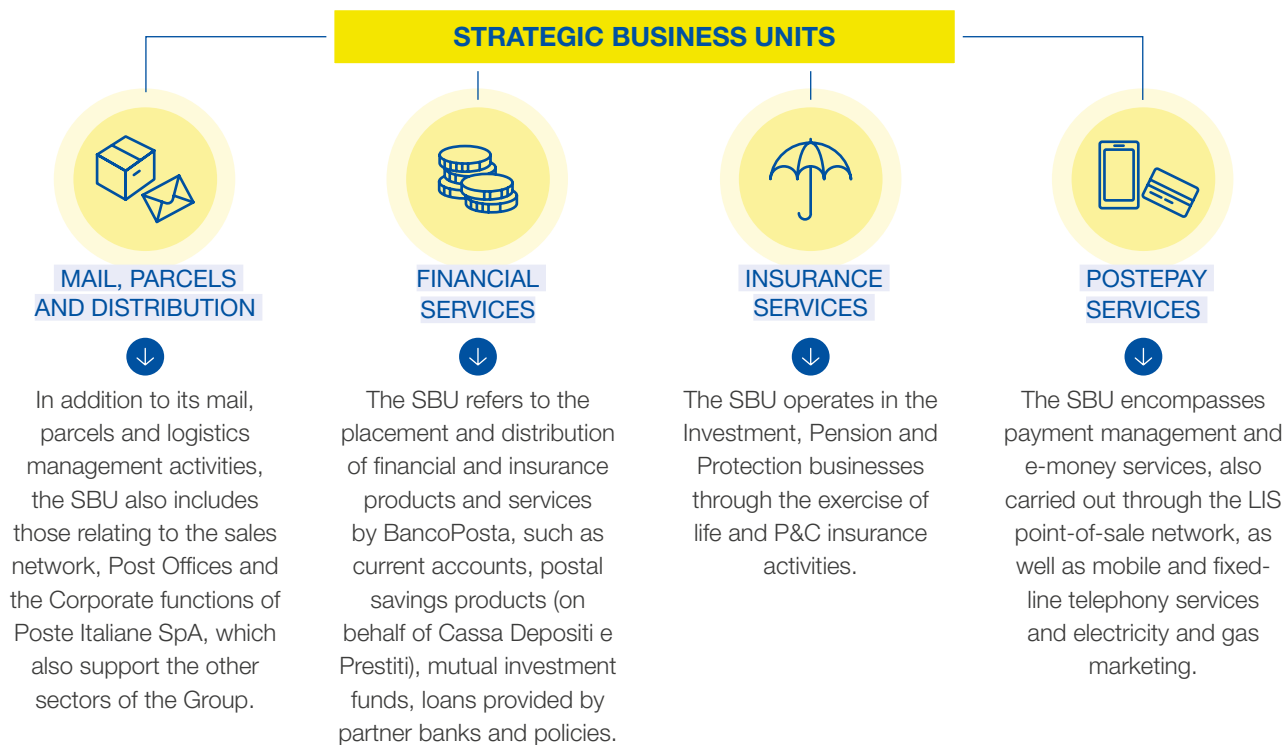 STRATEGIC BUSINESS UNITS
MAIL, PARCELS
AND DISTRIBUTION
In addition to its mail,
parcels and logistics
management activities,
the SBU also includes
those relating to the sales
network, Post Offices and
the Corporate functions of
Poste Italiane SpA, which
also support the other
sectors of the Group.
FINANCIAL
SERVICES
The SBU refers to the
placement and distribution
of financial and insurance
products and services
by BancoPosta, such as
current accounts, postal
savings products (on
behalf of Cassa Depositi e
Prestiti), mutual investment
funds, loans provided by
partner banks and policies.
INSURANCE
SERVICES
The SBU operates in the
Investment, Pension and
Protection businesses
through the exercise of
life and P&C insurance
activities.
POSTEPAY
SERVICES
The SBU encompasses
payment management and
e-money services, also
carried out through the LIS
point-of-sale network, as
well as mobile and fixed-
line telephony services
and electricity and gas
marketing.